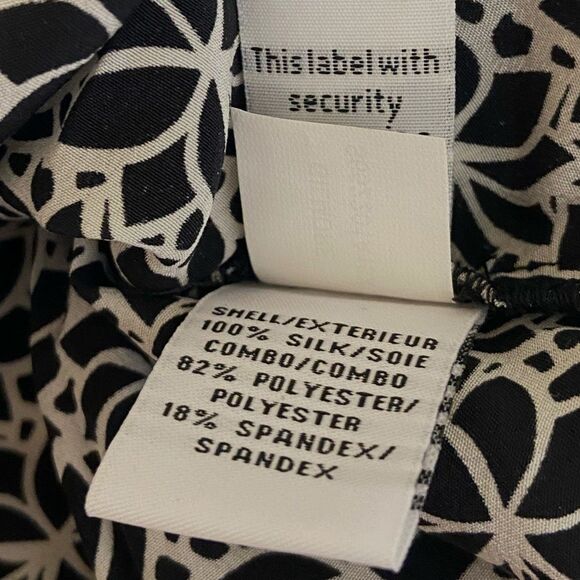 This label with
security
SHELL/EXTERIEUR
100% SILK/SOIE
COMBO/COMBO
82% POLYESTER/
POLYESTER
18% SPANDEX/
SPANDEX